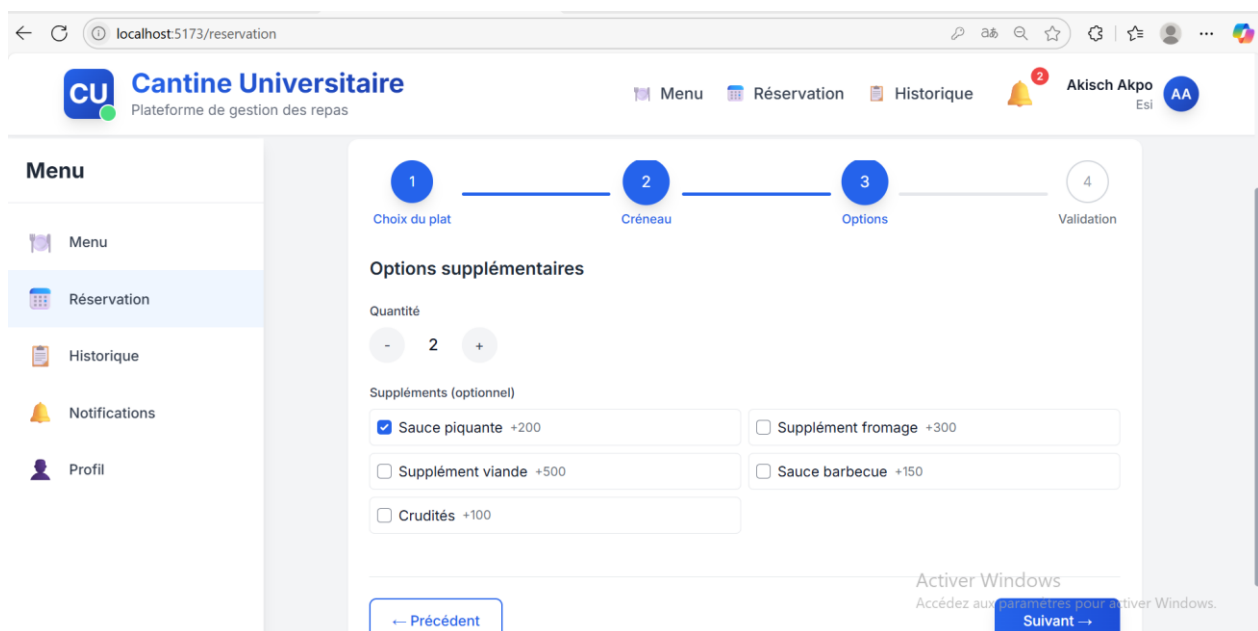 localhost:5173/reservation
CU
Cantine Universitaire
Plateforme de gestion des repas
Menu Réservation Historique 2 Akisch Akpo AA
Esi
Menu
Menu
Réservation
Historique
Notifications
Profil
1 2 3 4
Choix du plat Créneau Options Validation
Options supplémentaires
Quantité
- 2 +
Suppléments (optionnel)
Sauce piquante +200 Supplément fromage +300
Supplément viande +500 Sauce barbecue +150
Crudités +100
← Précédent Suivant →
Activer Windows
Accédez aux paramètres pour activer Windows.